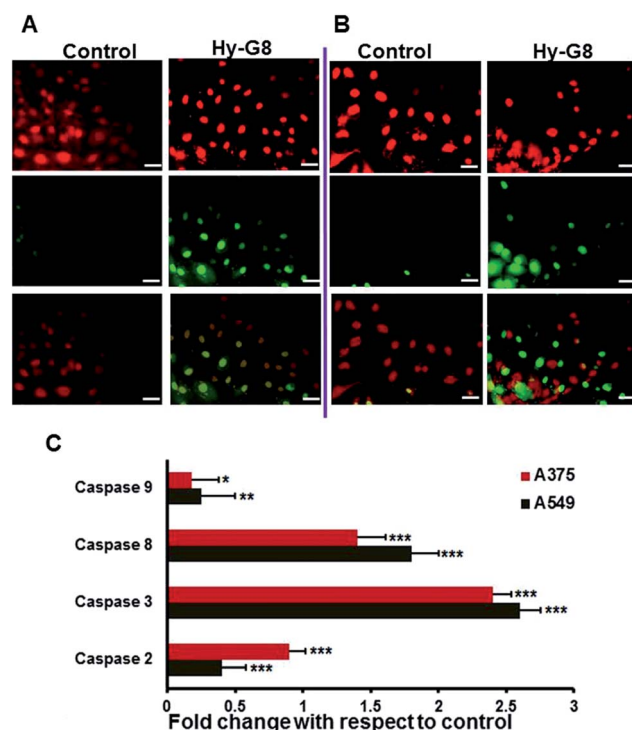 A
B
Control
Hy-G8
Control
Hy-G8
C
A375
A549
Caspase 9
*
**
Caspase 8
***
***
Caspase 3
***
***
Caspase 2
***
***
0 0.5 1 1.5 2 2.5 3
Fold change with respect to control